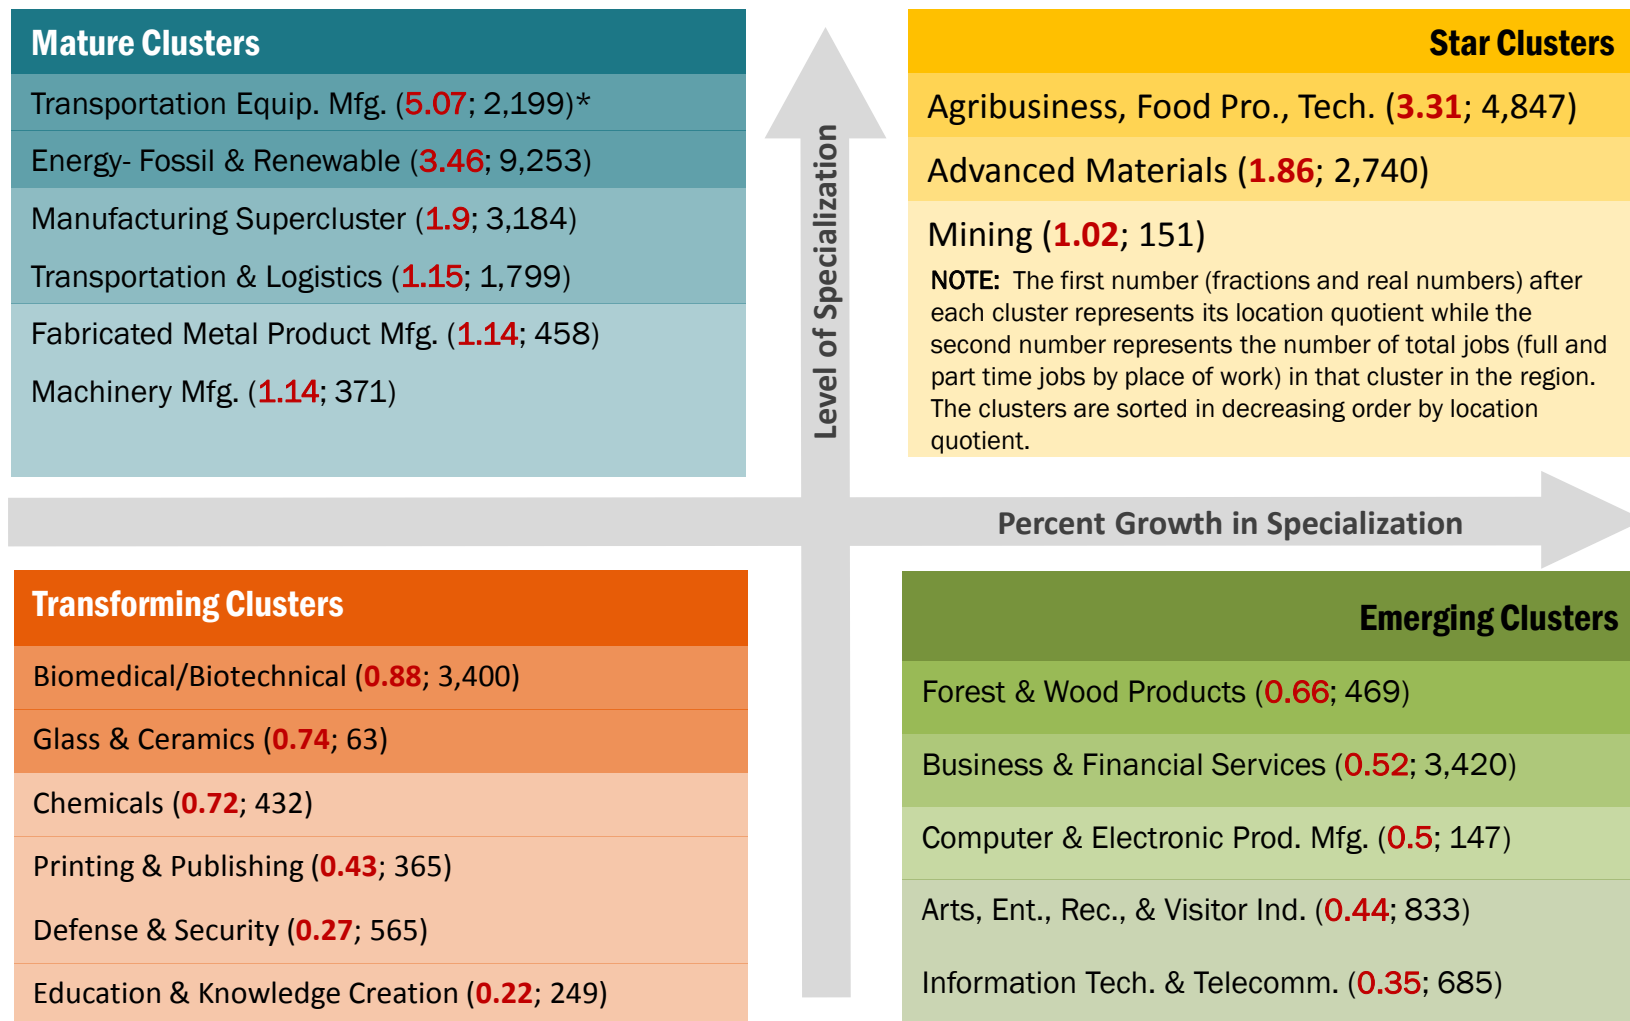 Mature Clusters
Transportation Equip. Mfg. (5.07; 2,199)*
Energy- Fossil & Renewable (3.46; 9,253)
Manufacturing Supercluster (1.9; 3,184)
Transportation & Logistics (1.15; 1,799)
Fabricated Metal Product Mfg. (1.14; 458)
Machinery Mfg. (1.14; 371)
Level of Specialization
Star Clusters
Agribusiness, Food Pro., Tech. (3.31; 4,847)
Advanced Materials (1.86; 2,740)
Mining (1.02; 151)
NOTE: The first number (fractions and real numbers) after
each cluster represents its location quotient while the
second number represents the number of total jobs (full and
part time jobs by place of work) in that cluster in the region.
The clusters are sorted in decreasing order by location
quotient.
Percent Growth in Specialization
Transforming Clusters
Biomedical/Biotechnical (0.88; 3,400)
Glass & Ceramics (0.74; 63)
Chemicals (0.72; 432)
Printing & Publishing (0.43; 365)
Defense & Security (0.27; 565)
Education & Knowledge Creation (0.22; 249)
Emerging Clusters
Forest & Wood Products (0.66; 469)
Business & Financial Services (0.52; 3,420)
Computer & Electronic Prod. Mfg. (0.5; 147)
Arts, Ent., Rec., & Visitor Ind. (0.44; 833)
Information Tech. & Telecomm. (0.35; 685)